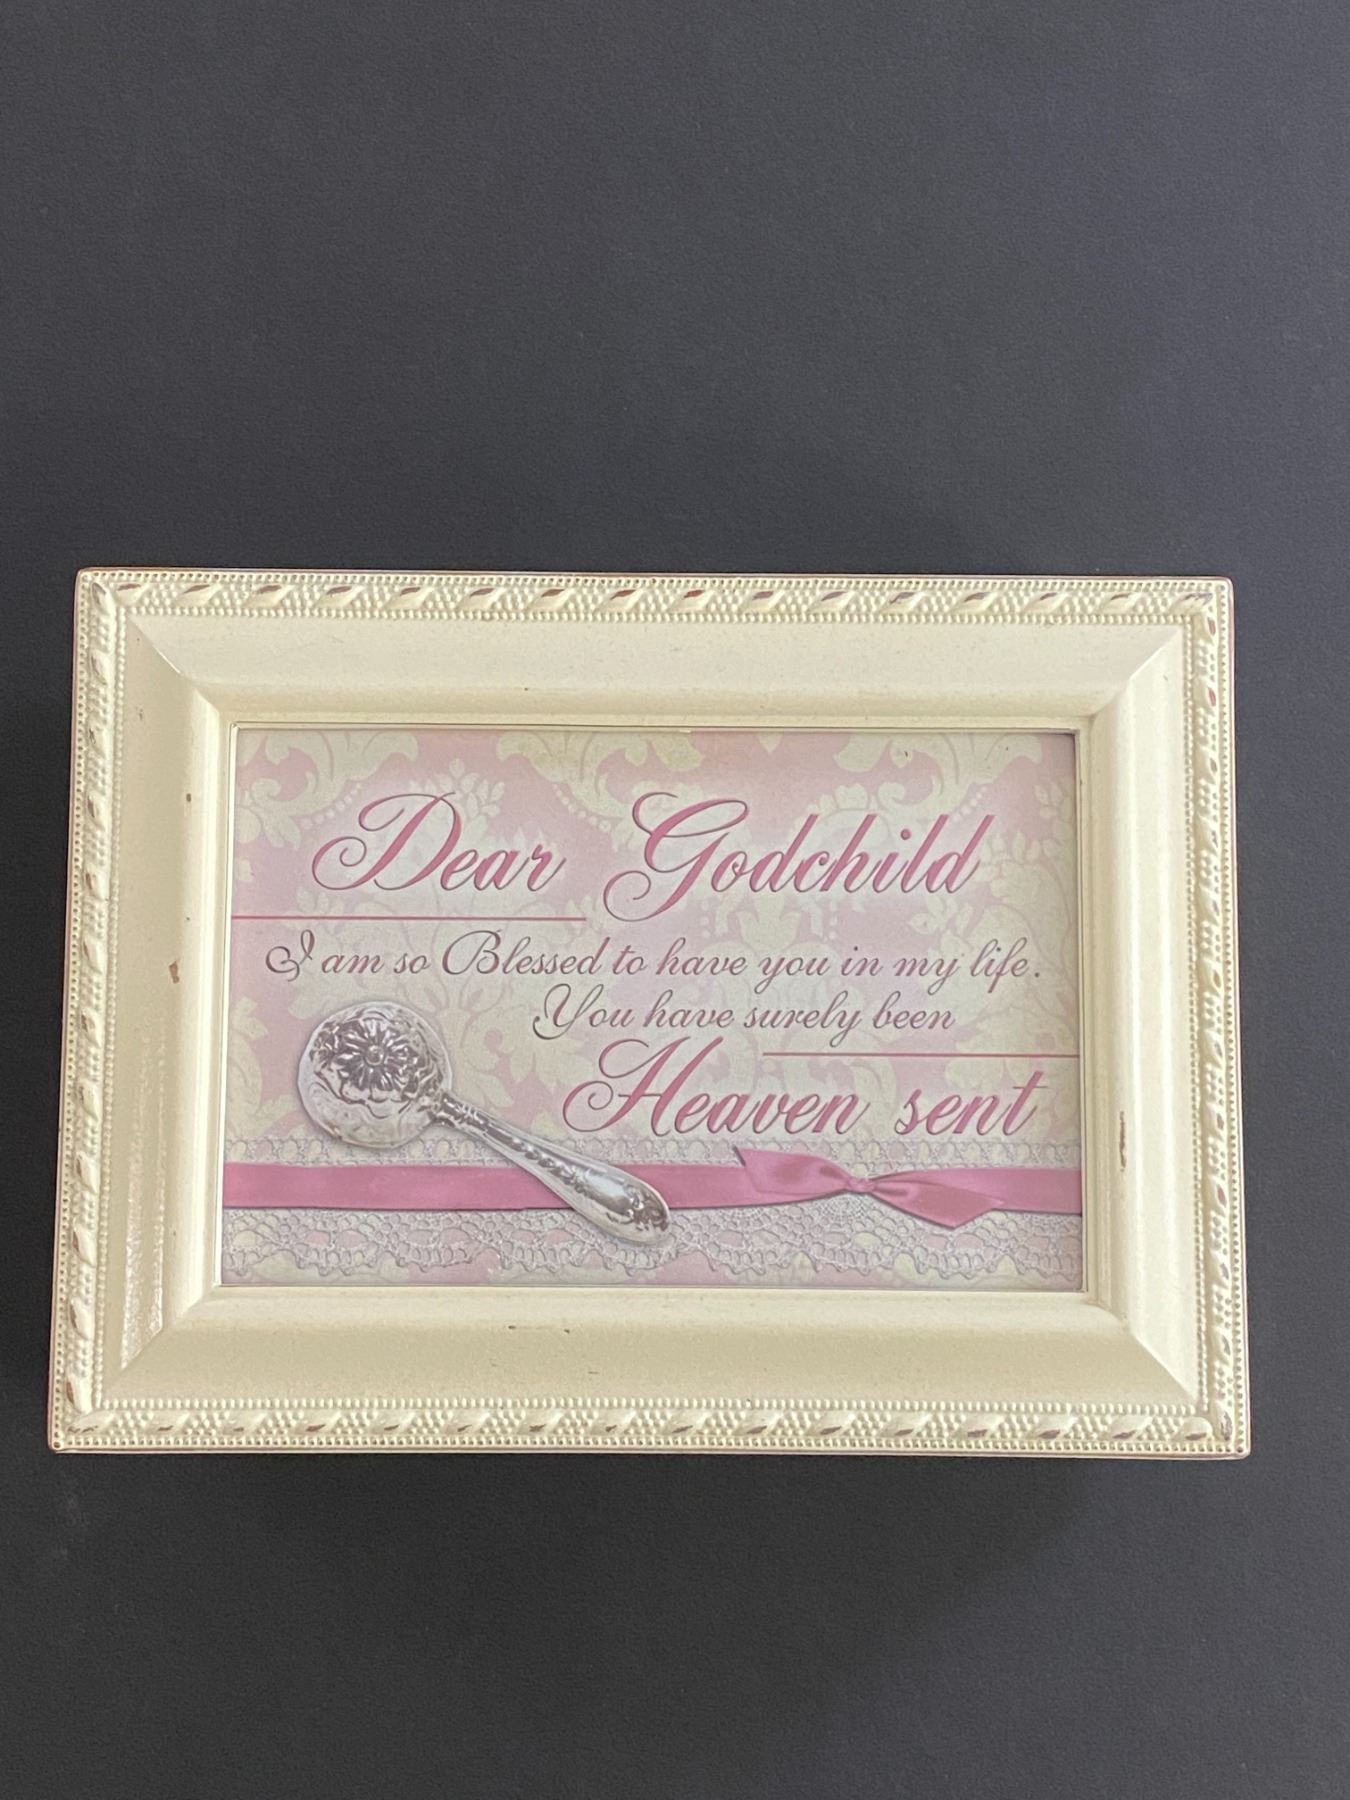 Dear Godchild
I am so Blessed to have you in my life.
You have surely been
Heaven sent